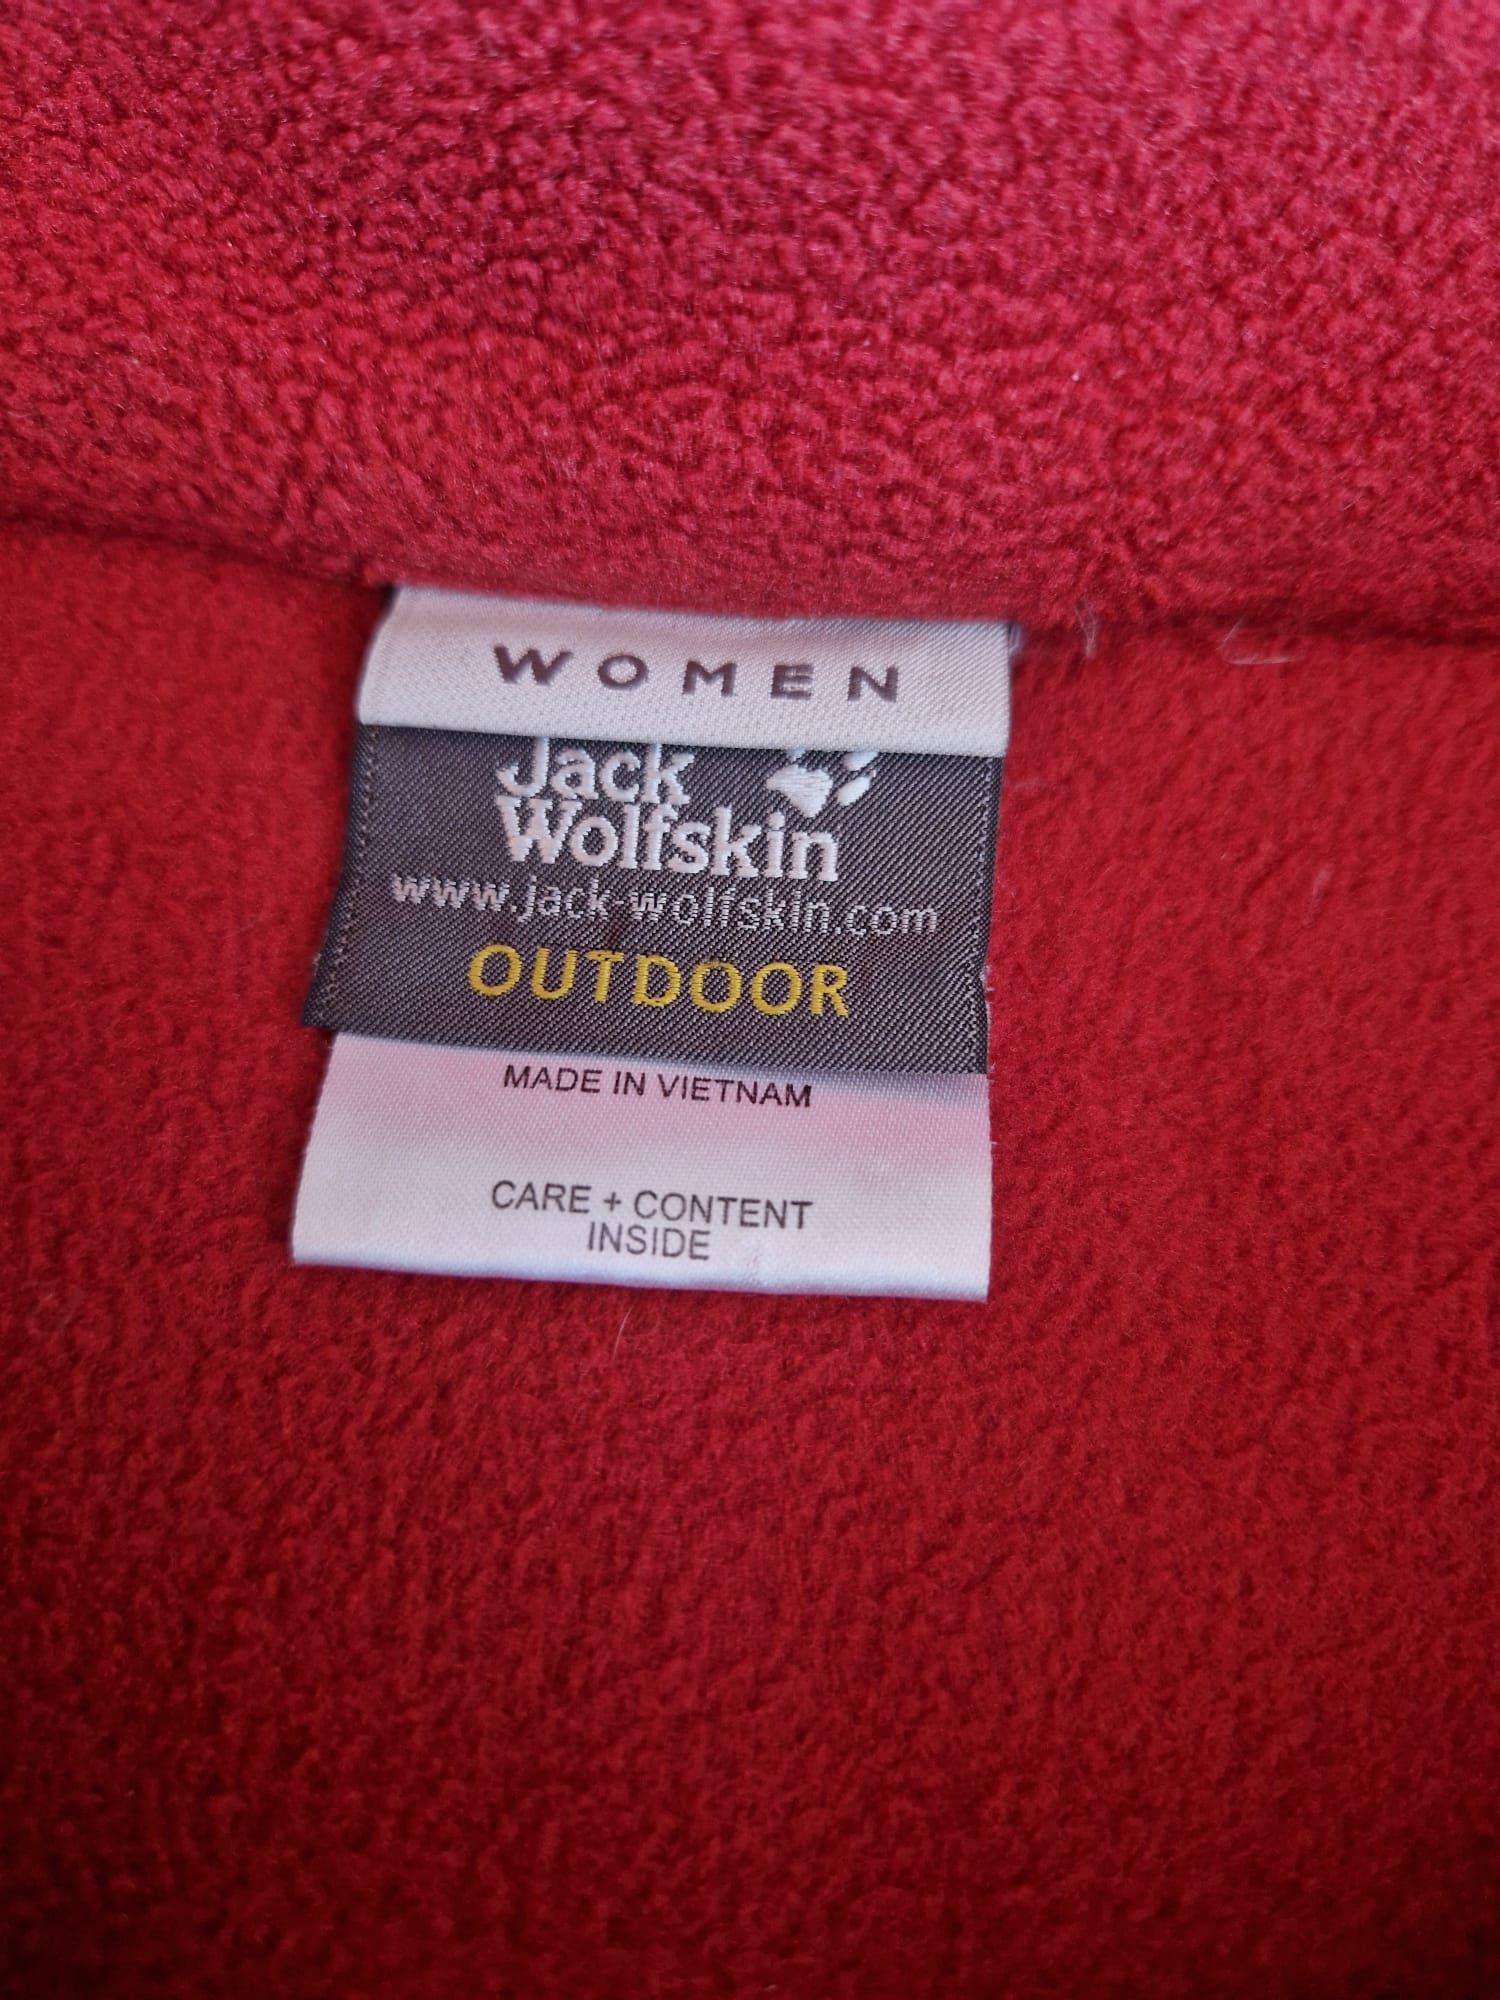 WOMEN
Jack
Wolfskin
www.jack-wolfskin.com
OUTDOOR
MADE IN VIETNAM
CARE + CONTENT
INSIDE